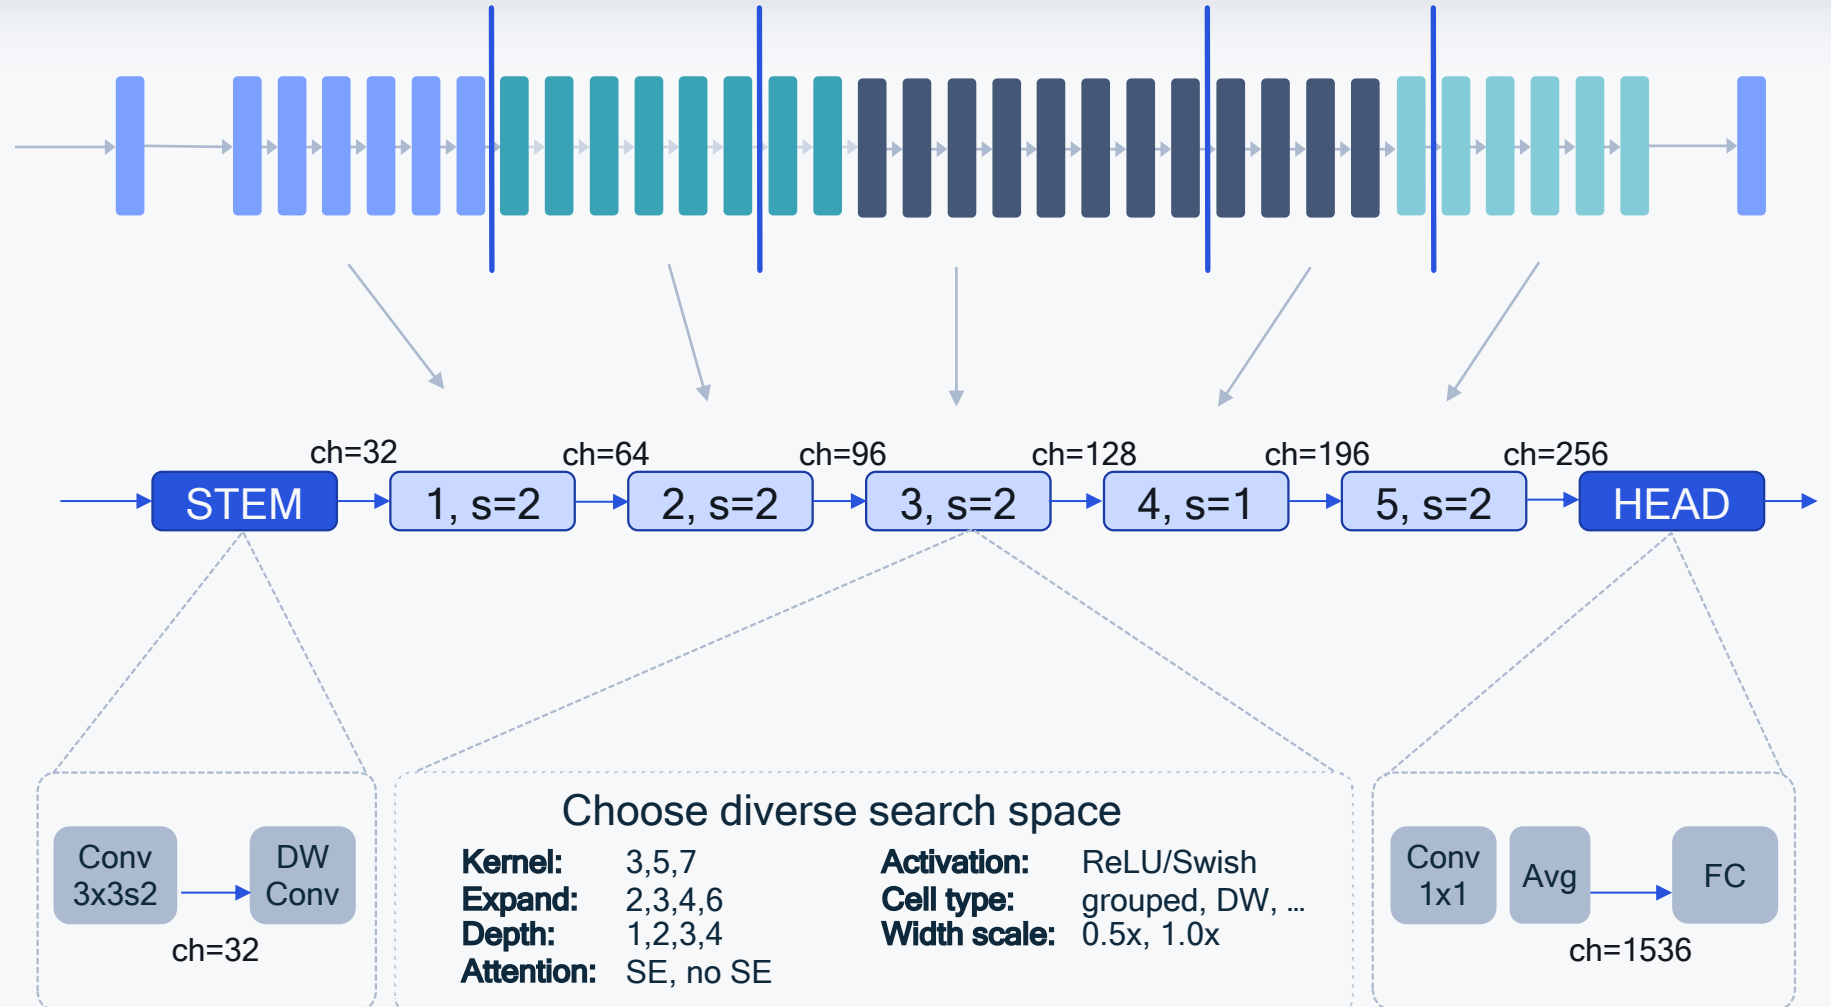 ch=32
ch=64
ch=96
ch=128
ch=196
ch=256
STEM
1, s=2
2, s=2
3, s=2
4, s=1
5, s=2
HEAD
Conv
3x3s2
DW
Conv
ch=32
Choose diverse search space
Kernel: 3,5,7
Expand: 2,3,4,6
Depth: 1,2,3,4
Attention: SE, no SE
Activation: ReLU/Swish
Cell type: grouped, DW, ...
Width scale: 0.5x, 1.0x
Conv
1x1
Avg
FC
ch=1536